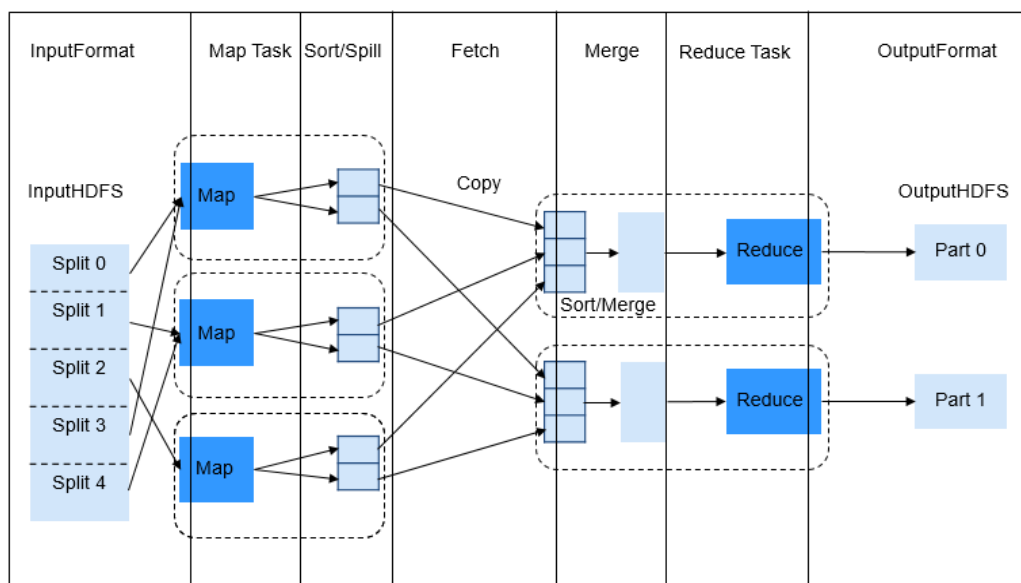 InputFormat
Map Task
Sort/Spill
Fetch
Merge
Reduce Task
OutputFormat
InputHDFS
Split 0
Split 1
Split 2
Split 3
Split 4
Map
Map
Map
Copy
Sort/Merge
Reduce
Reduce
OutputHDFS
Part 0
Part 1